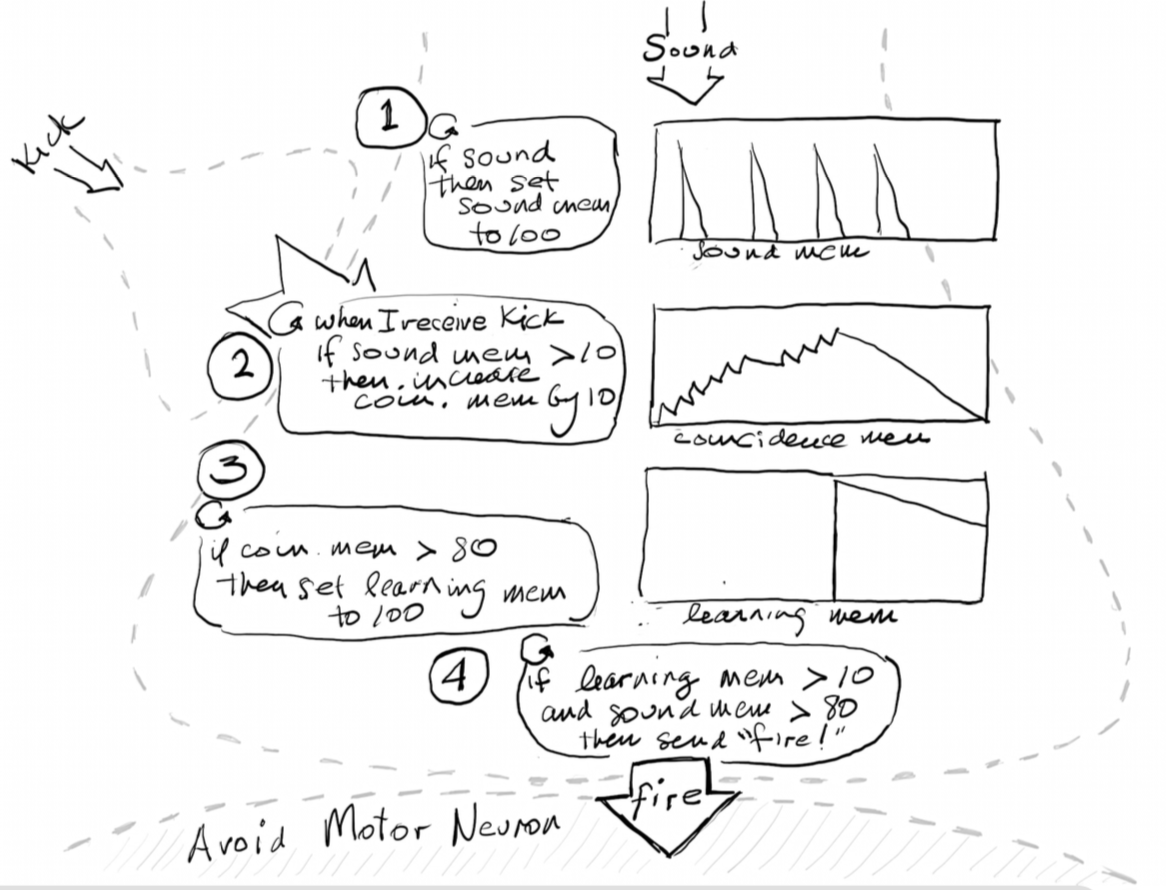 Sound
Kick
1
if sound
then set
sound mem
to 100
sound mem
2
when I receive Kick
if sound mem >10
then increase
coin. mem by 10
coincidence mem
3
if coin. mem > 80
then set learning mem
to 100
learning mem
4
if learning mem > 10
and sound mem > 80
then send "fire!"
fire
Avoid Motor Neuron